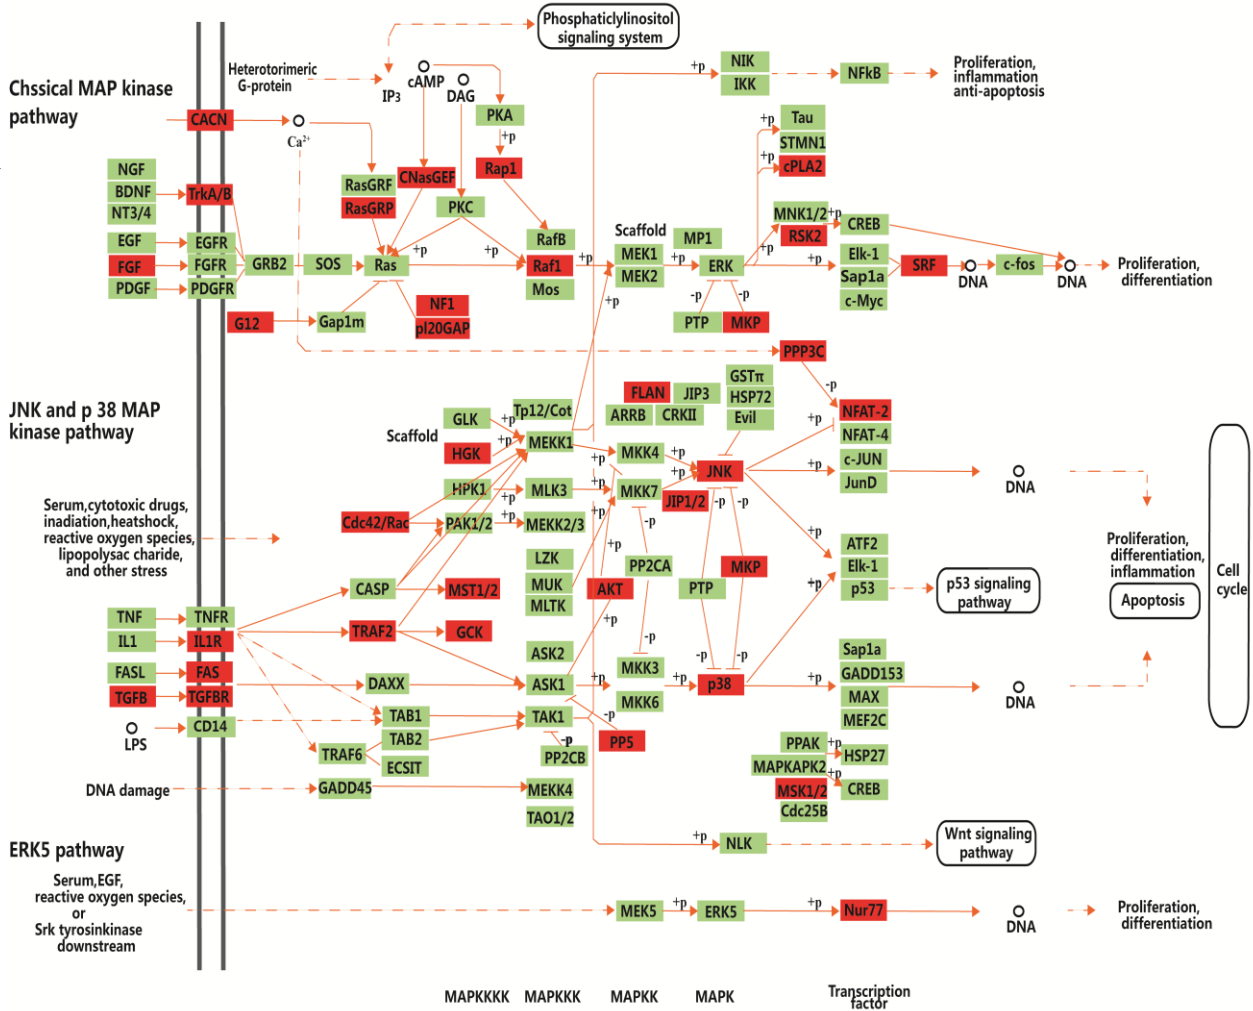 Phosphaticlylinositol
signaling system
Heterotorimeric
G-protein
IP3
cAMP
DAG
+p
NIK
IKK
NFkB
Proliferation,
inflammation
anti-apoptosis
Chssical MAP kinase
pathway
CACN
Ca2+
PKA
+p
Tau
STMN1
cPLA2
+p
+p
NGF
BDNF
NT3/4
TrkA/B
RasGRF
RasGRP
CNasGEF
Rap1
PKC
MNK1/2
RSK2
+p
CREB
EGF
FGF
PDGF
EGFR
FGFR
PDGFR
GRB2
SOS
Ras
+p
+p
RafB
Raf1
Mos
+p
Scaffold
MEK1
MEK2
+p
MP1
ERK
+p
+p
Elk-1
Sap1a
c-Myc
SRF
DNA
c-fos
DNA
Proliferation,
differentiation
G12
Gap1m
NF1
pl20GAP
+p
-p
-p
PTP
MKP
PPP3C
-p
JNK and p 38 MAP
kinase pathway
Scaffold
GLK
HGK
HPK1
+p
+p
Tp12/Cot
MEKK1
FLAN
JIP3
ARRB
CRKII
GSTπ
HSP72
Evil
+p
NFAT-2
NFAT-4
c-JUN
JunD
+p
DNA
MKK4
MKK7
+p
+p
+p
JNK
JIP1/2
MLK3
+p
Serum,cytotoxic drugs,
inadiation,heatshock,
reactive oxygen species,
lipopolysac charide,
and other stress
Cdc42/Rac
PAK1/2
+p
MEKK2/3
+p
-p
-p
-p
+p
+p
LZK
MUK
MLTK
PP2CA
AKT
PTP
MKP
+p
+p
ATF2
Elk-1
p53
p53 signaling
pathway
Proliferation,
differentiation,
inflammation
Apoptosis
Cell
cycle
CASP
MST1/2
TNF
IL1
TNFR
IL1R
TRAF2
GCK
FASL
TGFB
FAS
TGFBR
DAXX
ASK2
ASK1
+p
-p
MKK3
MKK6
+p
-p
-p
p38
+p
Sap1a
GADD153
MAX
MEF2C
DNA
LPS
CD14
TAB1
TAB2
ECSIT
TRAF6
TAK1
-p
-p
PP2CB
PP5
PPAK
MAPKAPK2
MSK1/2
Cdc25B
+p
+p
HSP27
CREB
DNA damage
GADD45
MEKK4
TAO1/2
+p
NLK
Wnt signaling
pathway
ERK5 pathway
Serum,EGF,
reactive oxygen species,
or
Srk tyrosinkinase
downstream
MEK5
+p
ERK5
+p
Nur77
DNA
Proliferation,
differentiation
MAPKKKK
MAPKKK
MAPKK
MAPK
Transcription
factor